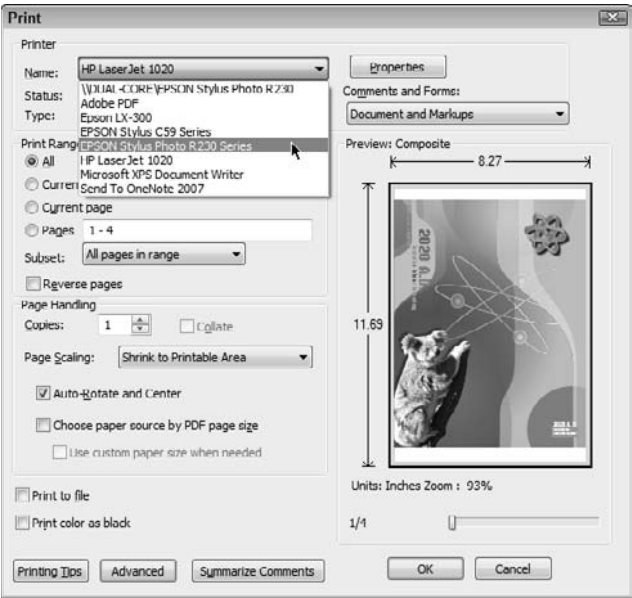 Print
Printer
Name:
HP LaserJet 1020
Properties
Status:
\\DUAL-CORE\EPSON Stylus Photo R230
Comments and Forms:
Adobe PDF
Type:
Epson LX-300
Document and Markups
EPSON Stylus C59 Series
Print Rang
EPSON Stylus Photo R230 Series
Preview: Composite
All
HP LaserJet 1020
8.27
Microsoft XPS Document Writer
Curren
Send To OneNote 2007
Current page
Pages
1 - 4
Subset:
All pages in range
2020 A.D
Reverse pages
Page Handling
Copies:
1
Collate
11.69
Page Scaling:
Shrink to Printable Area
Auto-Rotate and Center
Choose paper source by PDF page size
Use custom paper size when needed
Units: Inches Zoom : 93%
Print to file
Print color as black
1/4
Printing Tips
Advanced
Summarize Comments
OK
Cancel